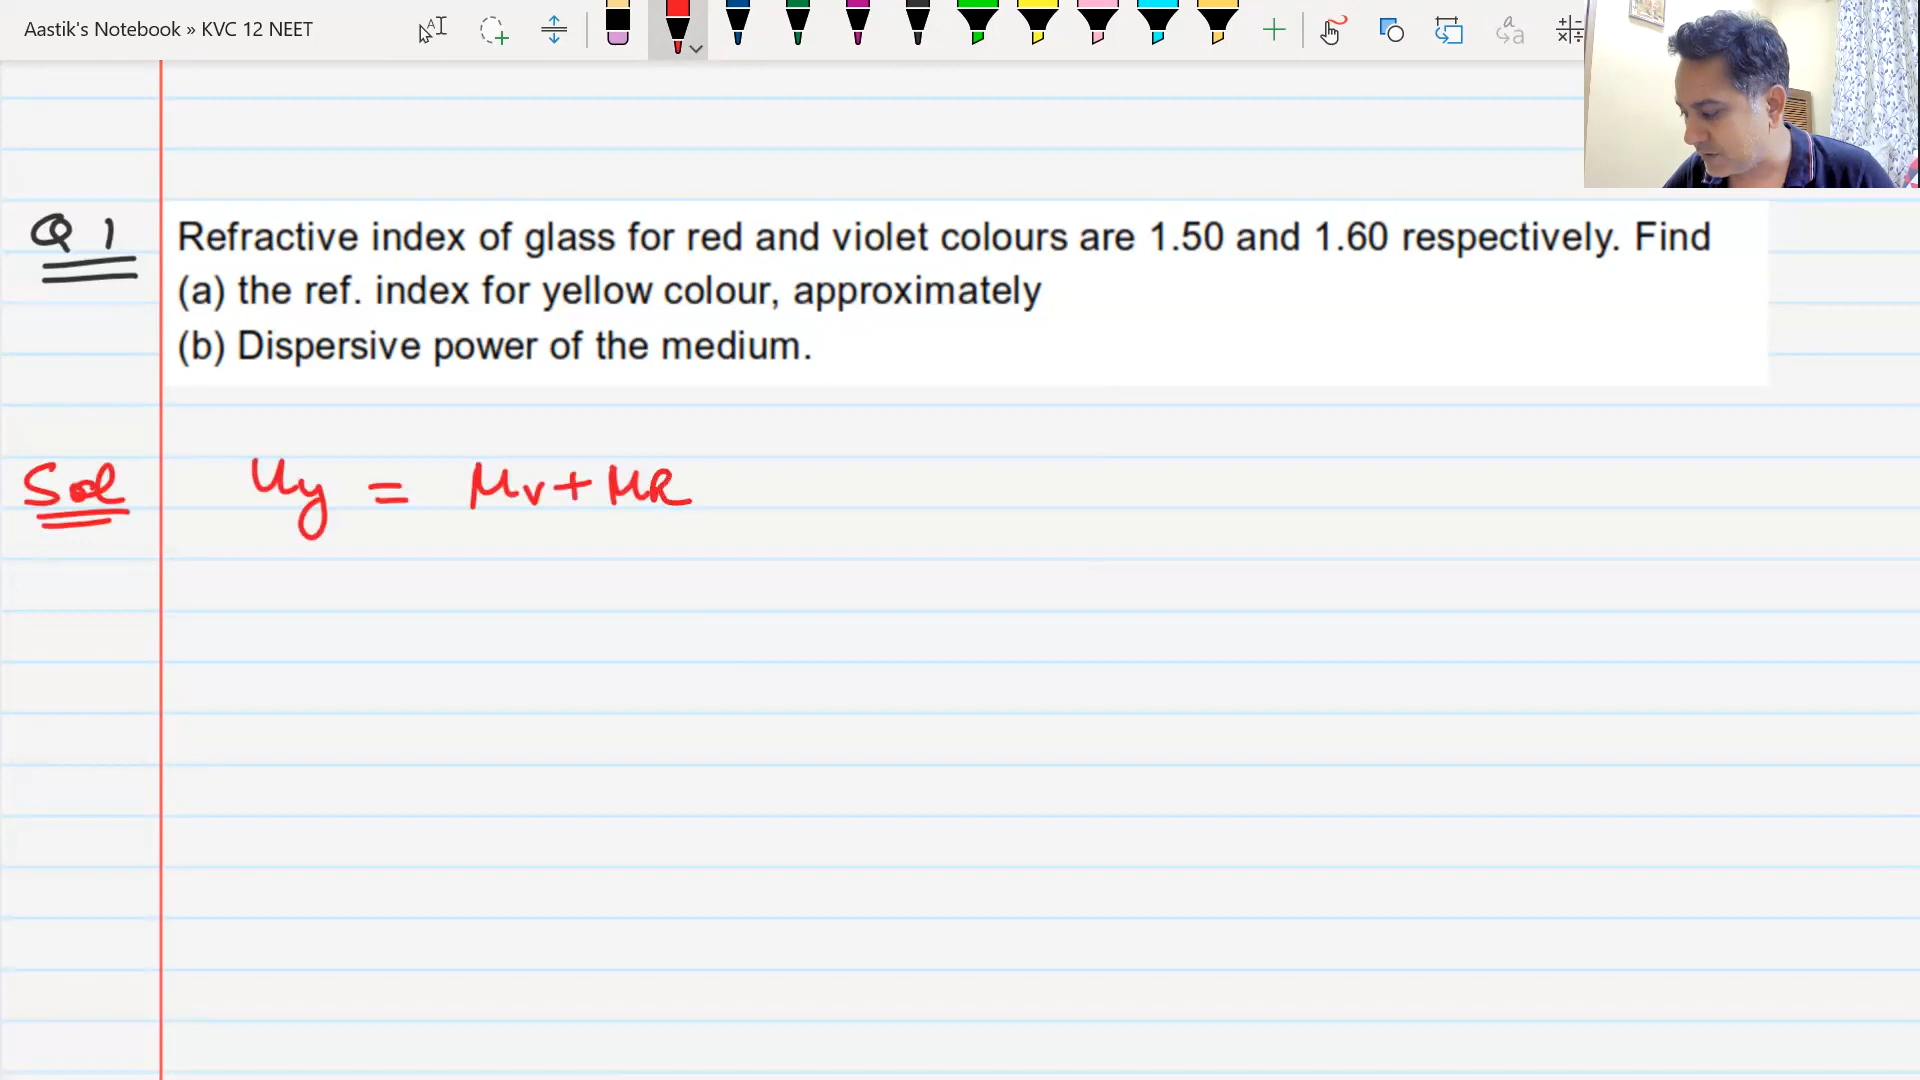 Aastik's Notebook » KVC 12 NEET
Q 1
Refractive index of glass for red and violet colours are 1.50 and 1.60 respectively. Find
(a) the ref. index for yellow colour, approximately
(b) Dispersive power of the medium.
Sol μy = μv + μR